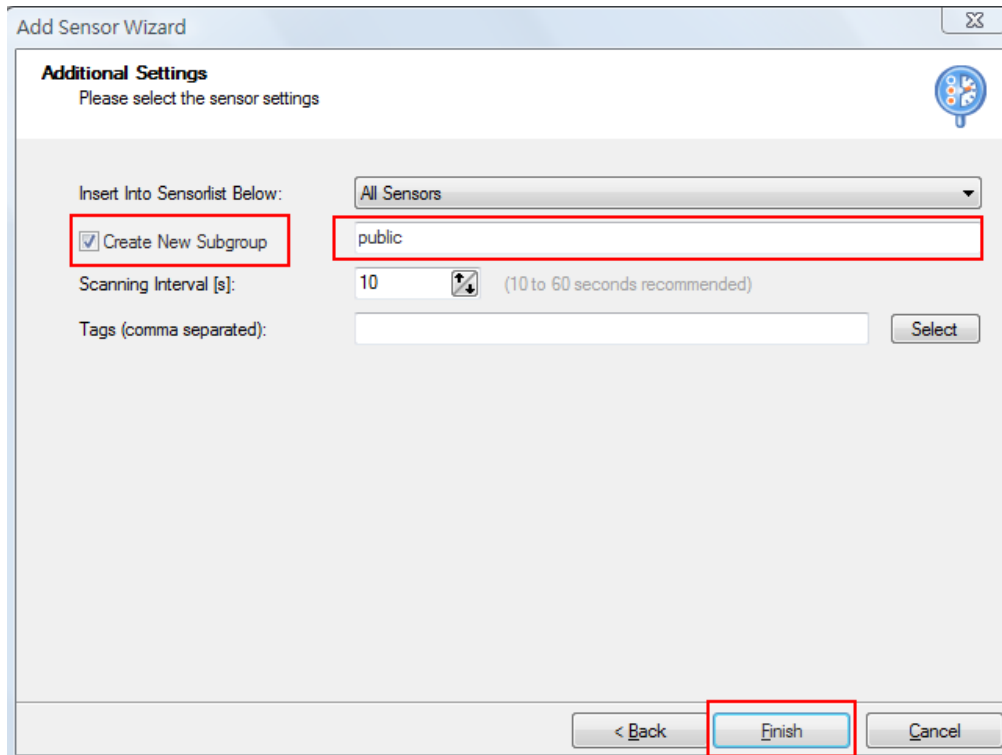 Add Sensor Wizard
Additional Settings
Please select the sensor settings
Insert Into Sensorlist Below: All Sensors
Create New Subgroup public
Scanning Interval [s]: 10 (10 to 60 seconds recommended)
Tags (comma separated): Select
< Back Finish Cancel